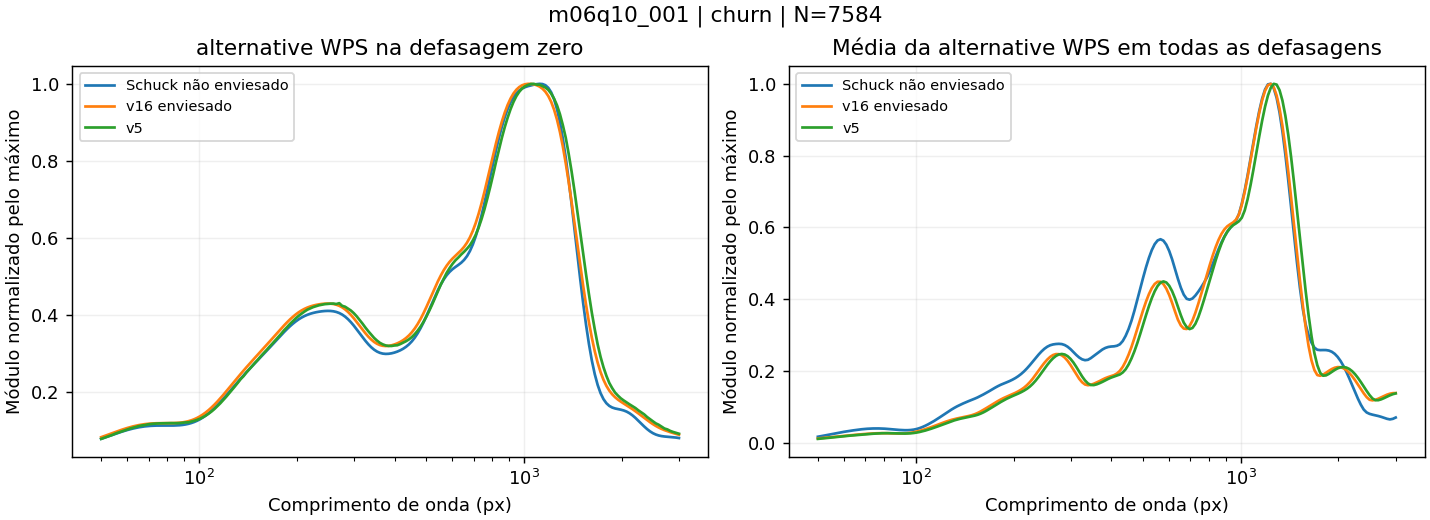 m06q10_001 | churn | N=7584
alternative WPS na defasagem zero
Módulo normalizado pelo máximo
1.0
0.8
0.6
0.4
0.2
Schuck não enviesado
v16 enviesado
v5
10²
10³
Comprimento de onda (px)
Média da alternative WPS em todas as defasagens
Módulo normalizado pelo máximo
1.0
0.8
0.6
0.4
0.2
0.0
Schuck não enviesado
v16 enviesado
v5
10²
10³
Comprimento de onda (px)